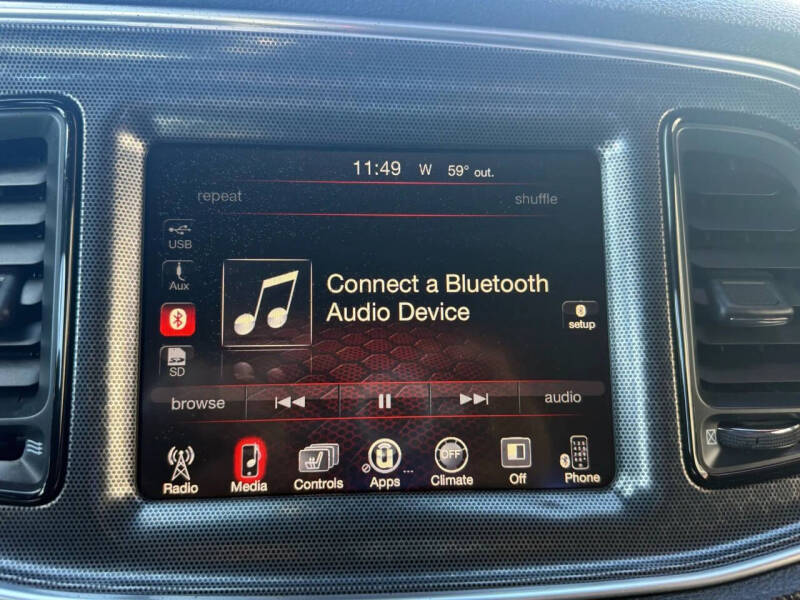 11:49 W 59° out.
repeat shuffle
USB
Aux
Connect a Bluetooth
Audio Device
setup
SD
browse audio
OFF
Radio Media Controls Apps Climate Off Phone